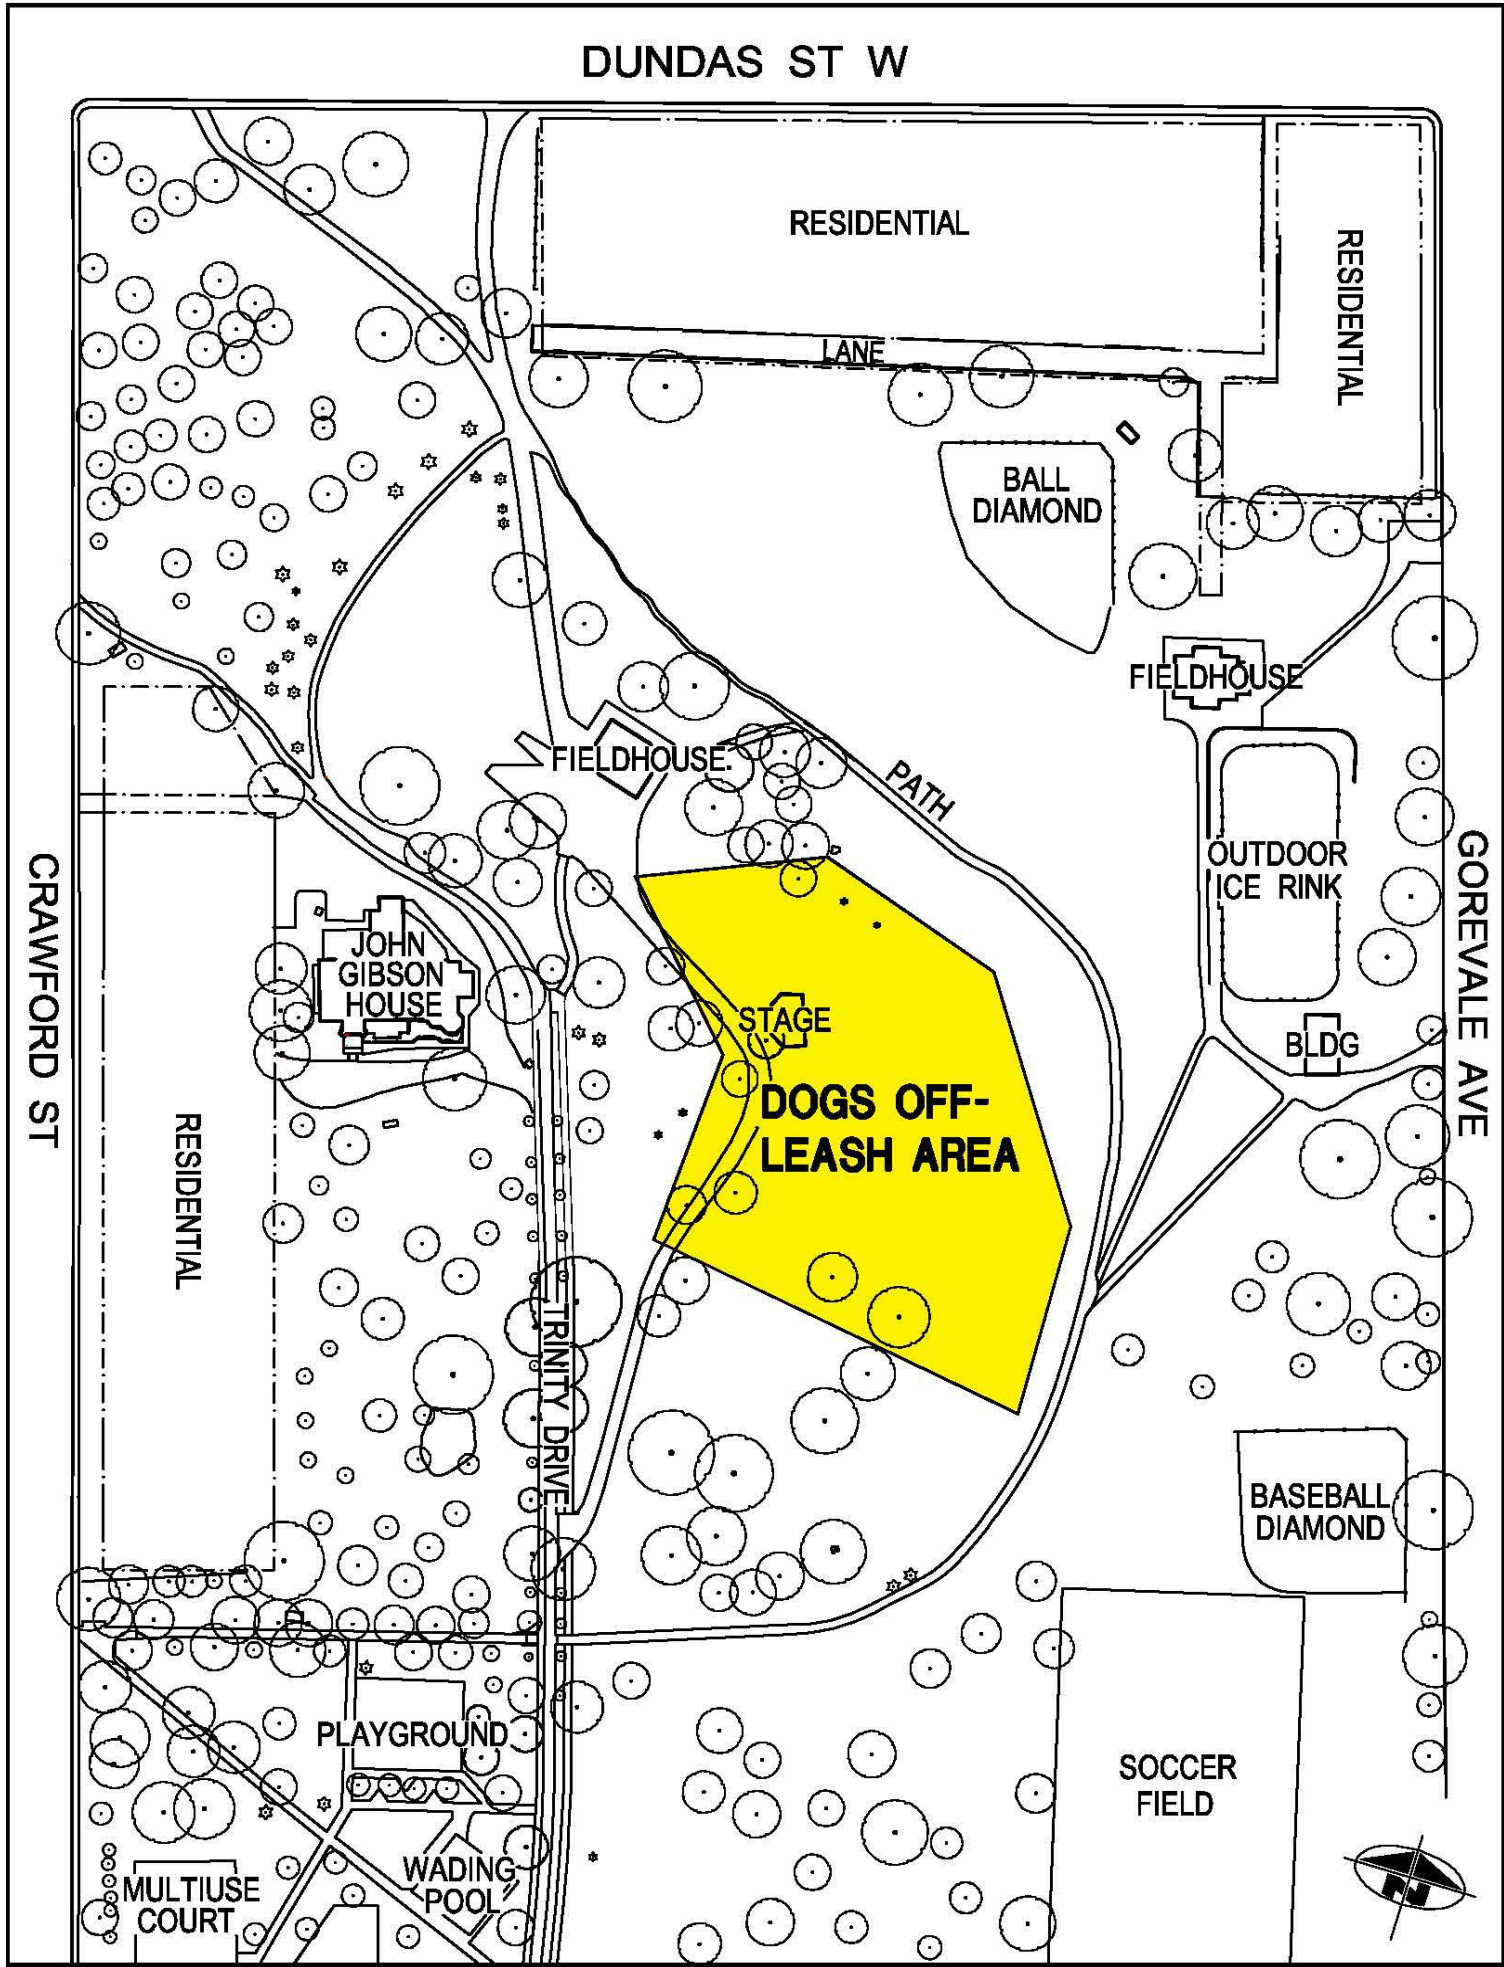 DUNDAS ST W
RESIDENTIAL
RESIDENTIAL
LANE
BALL
DIAMOND
FIELDHOUSE
FIELDHOUSE
PATH
OUTDOOR
ICE RINK
CRAWFORD ST
GOREVALE AVE
JOHN
GIBSON
HOUSE
STAGE
BLDG
DOGS OFF-
LEASH AREA
RESIDENTIAL
TRINITY DRIVE
BASEBALL
DIAMOND
PLAYGROUND
SOCCER
FIELD
WADING
POOL
MULTIUSE
COURT
N